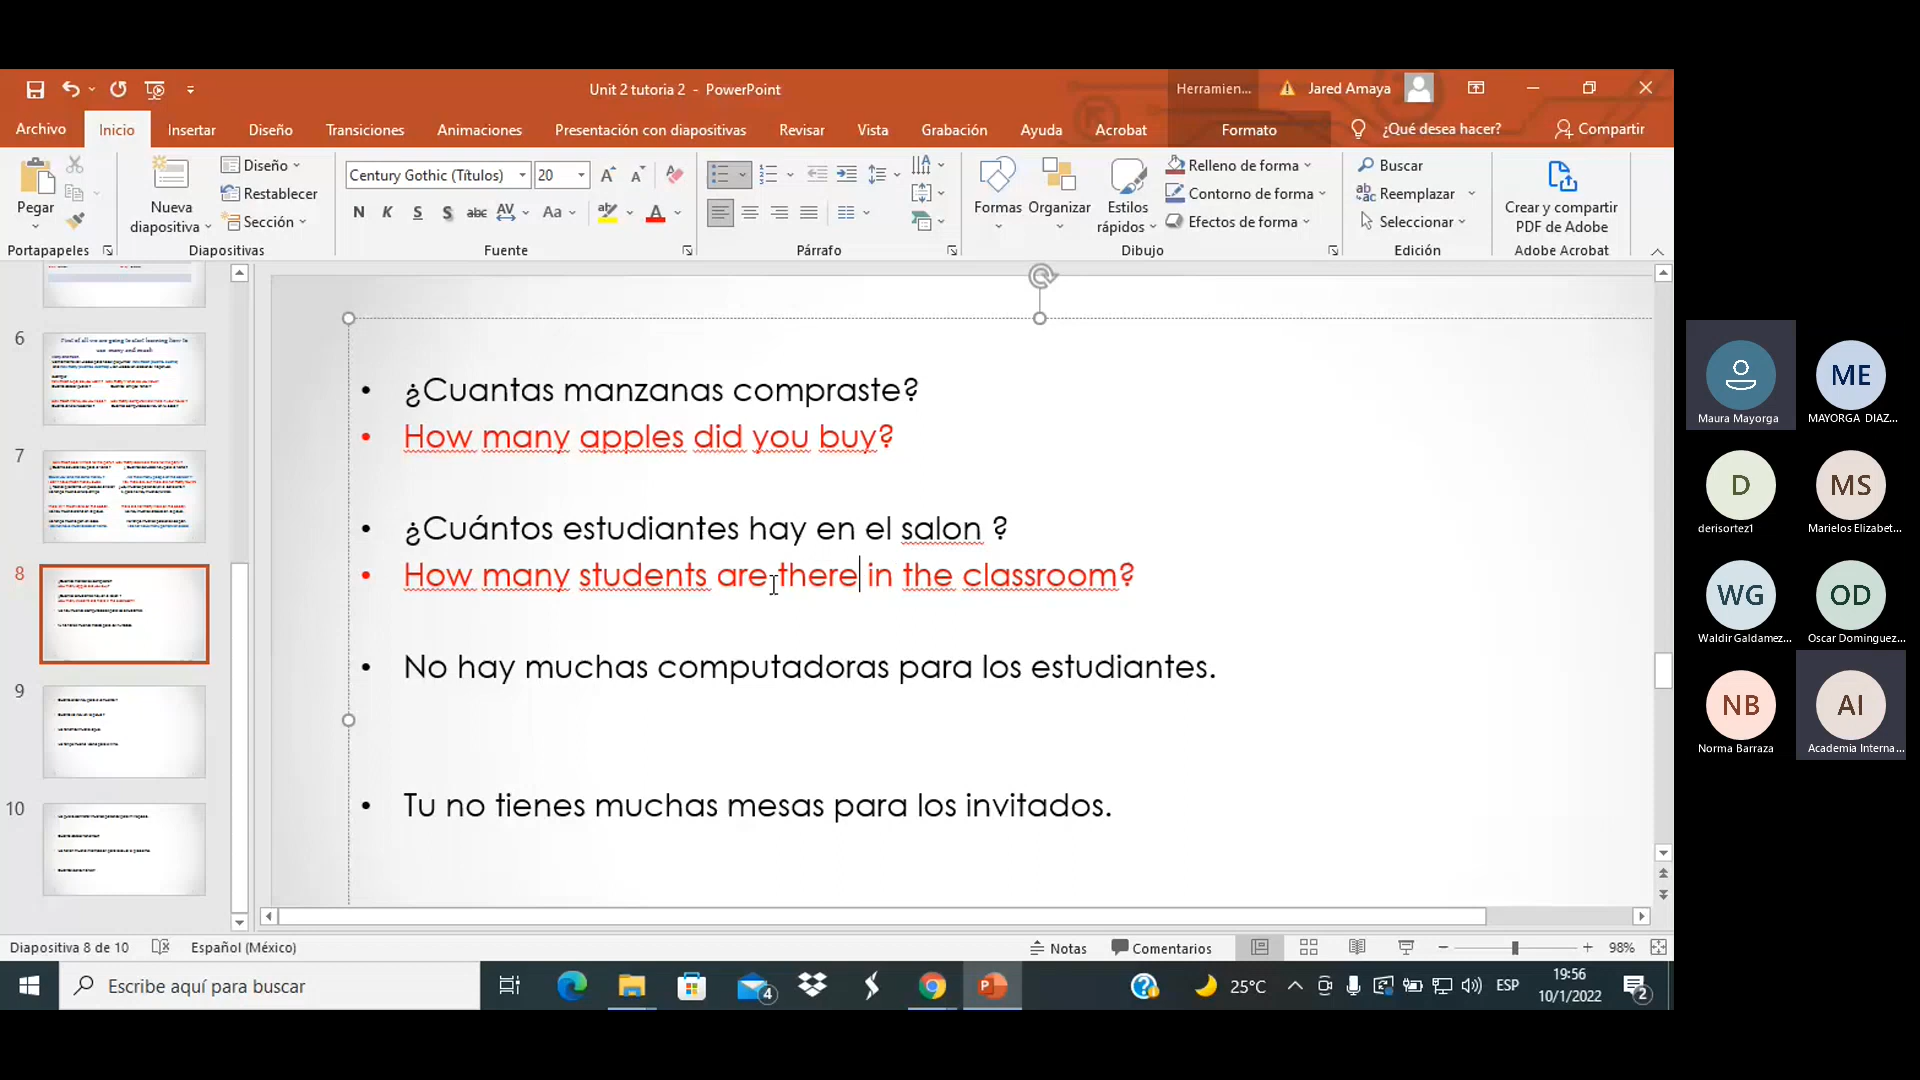 Unit 2 tutoria 2 - PowerPoint
Herramien...
Jared Amaya
Archivo
Inicio
Insertar
Diseño
Transiciones
Animaciones
Presentación con diapositivas
Revisar
Vista
Grabación
Ayuda
Acrobat
Formato
¿Qué desea hacer?
Compartir
Pegar
Nueva diapositiva
Diseño
Restablecer
Sección
Century Gothic (Títulos)
20
N K S S abc AV Aa A
Formas
Organizar
Estilos rápidos
Relleno de forma
Contorno de forma
Efectos de forma
Buscar
Reemplazar
Seleccionar
Crear y compartir PDF de Adobe
Portapapeles
Diapositivas
Fuente
Párrafo
Dibujo
Edición
Adobe Acrobat
6
7
8
9
10
• ¿Cuantas manzanas compraste?
• How many apples did you buy?
• ¿Cuántos estudiantes hay en el salon ?
• How many students are there in the classroom?
• No hay muchas computadoras para los estudiantes.
• Tu no tienes muchas mesas para los invitados.
Maura Mayorga
ME
MAYORGA DIAZ...
D
derisortez1
MS
Marielos Elizabet...
WG
Waldir Galdamez...
OD
Oscar Dominguez...
NB
Norma Barraza
AI
Academia Interna...
Diapositiva 8 de 10
Español (México)
Notas
Comentarios
98%
Escribe aquí para buscar
4
25°C
ESP
19:56
10/1/2022
2